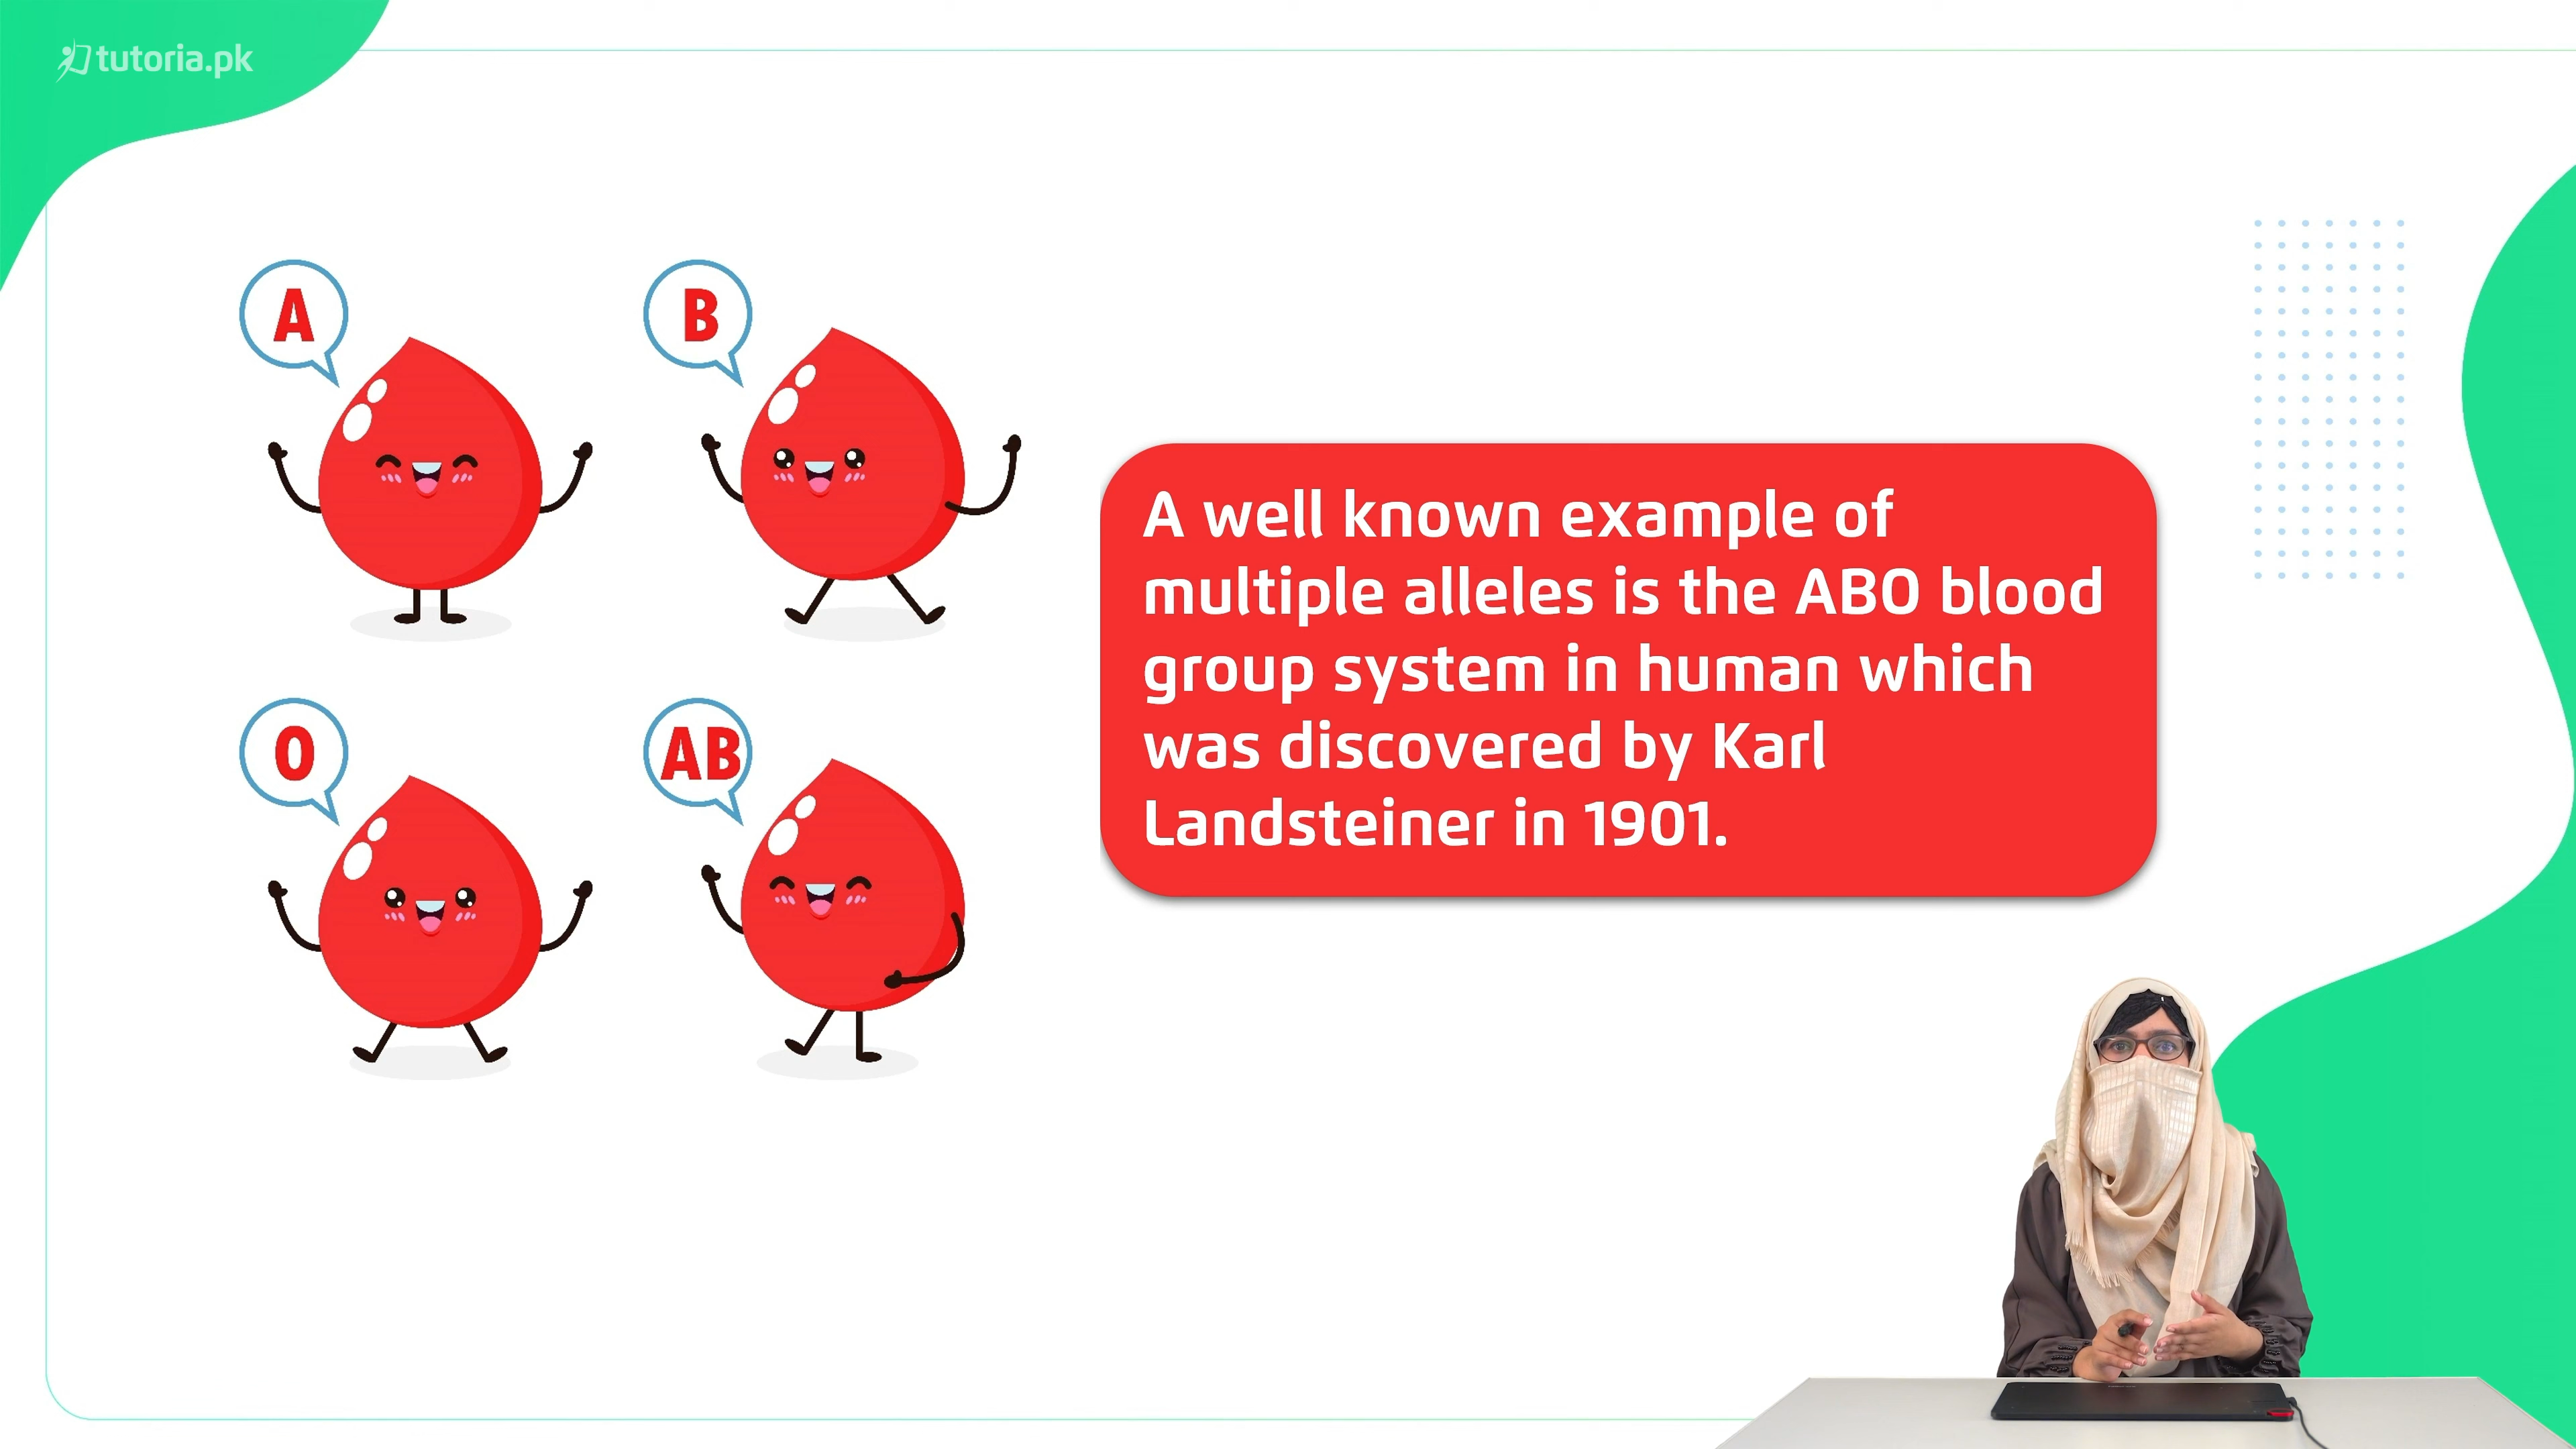 tutoria.pk
A
B
A well known example of
multiple alleles is the ABO blood
group system in human which
was discovered by Karl
Landsteiner in 1901.
O
AB